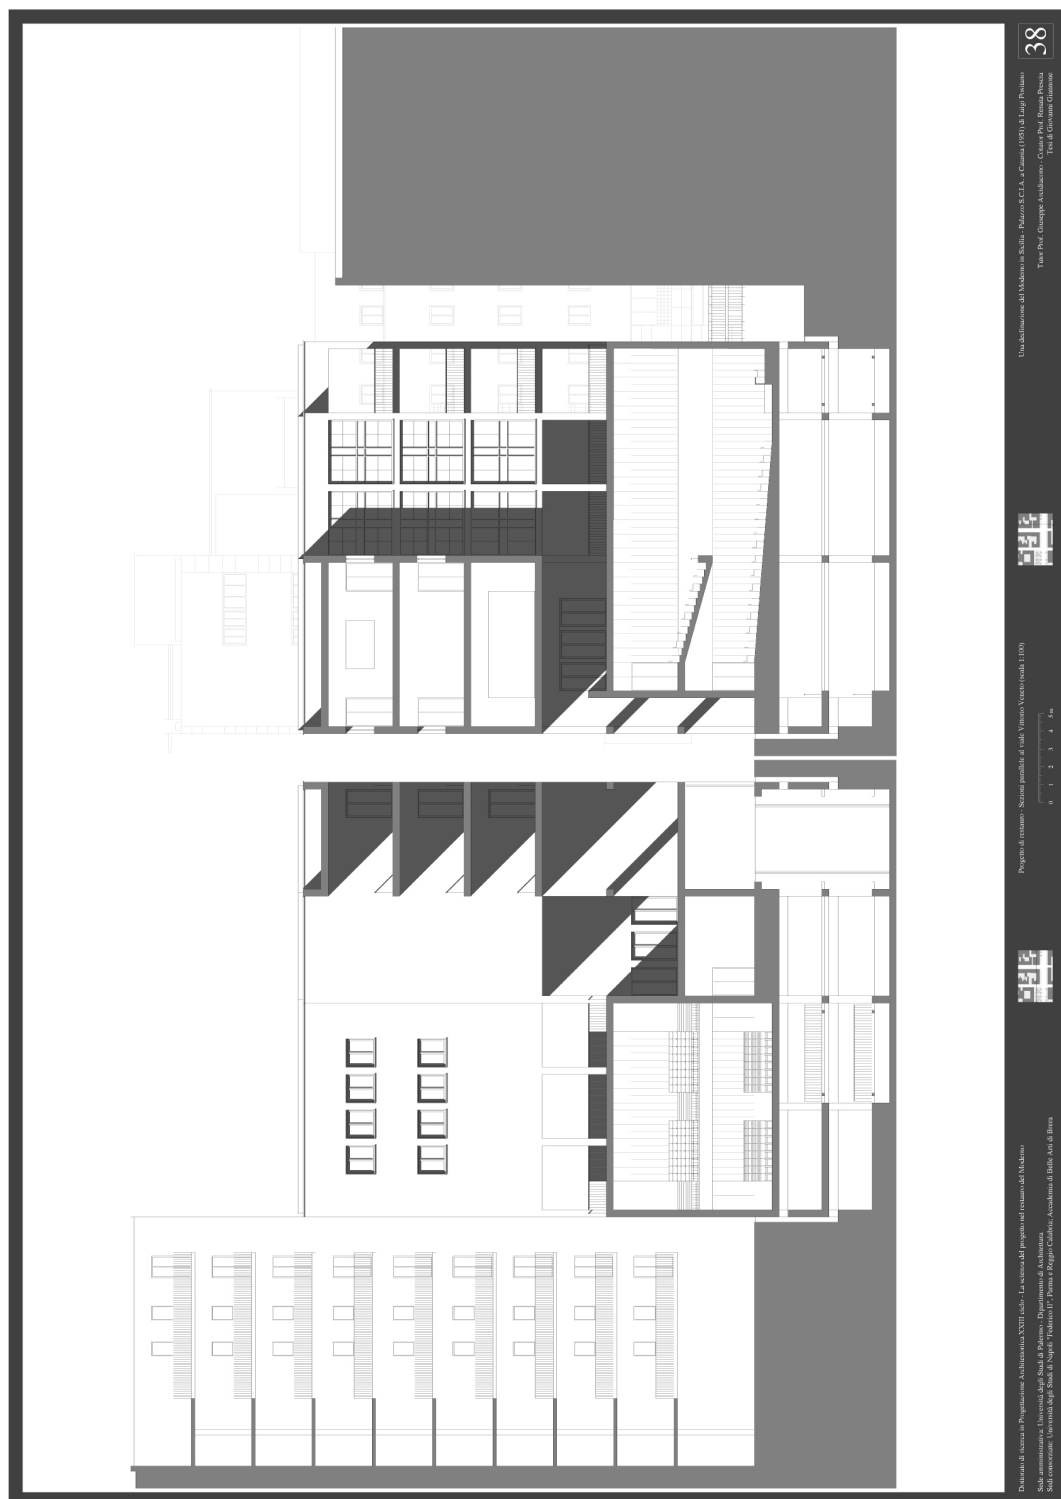 38
Una declinazione del Moderno in Sicilia - Palazzo S.C.I.A. a Catania (1951) di Luigi Positano
Tutor Prof. Giuseppe Arcidiacono - Cotutor Prof. Renata Prescia
Tesi di Giovanni Giannone
Progetto di restauro - Sezioni parallele al viale Vittorio Veneto (scala 1:100)
0 1 2 3 4 5 m
Dottorato di ricerca in Progettazione Architettonica XXIII ciclo - La scienza del progetto nel restauro del Moderno
Sede amministrativa: Università degli Studi di Palermo - Dipartimento di Architettura
Sedi consorziate: Università degli Studi di Napoli "Federico II", Parma e Reggio Calabria; Accademia di Belle Arti di Brera